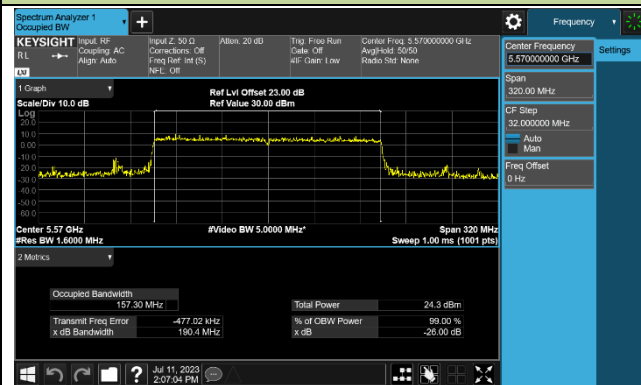 Spectrum Analyzer 1
Occupied BW
+
Frequency
KEYSIGHT
RL
LXI
Input: RF
Coupling: AC
Align: Auto
Input Z: 50 Ω
Corrections: Off
Freq Ref: Int (S)
NFE: Off
Atten: 20 dB
Trig: Free Run
Gate: Off
#IF Gain: Low
Center Freq: 5.570000000 GHz
Avg|Hold: 50/50
Radio Std: None
Center Frequency
5.570000000 GHz
Settings
Span
320.00 MHz
CF Step
32.000000 MHz
Auto
Man
Freq Offset
0 Hz
1 Graph
Scale/Div 10.0 dB
Ref Lvl Offset 23.00 dB
Ref Value 30.00 dBm
Log
20.0
10.0
0.00
-10.0
-20.0
-30.0
-40.0
-50.0
-60.0
Center 5.57 GHz
#Res BW 1.6000 MHz
#Video BW 5.0000 MHz*
Span 320 MHz
Sweep 1.00 ms (1001 pts)
2 Metrics
Occupied Bandwidth
157.30 MHz
Total Power 24.3 dBm
Transmit Freq Error -477.02 kHz
% of OBW Power 99.00 %
x dB Bandwidth 190.4 MHz
x dB -26.00 dB
?
Jul 11, 2023
2:07:04 PM